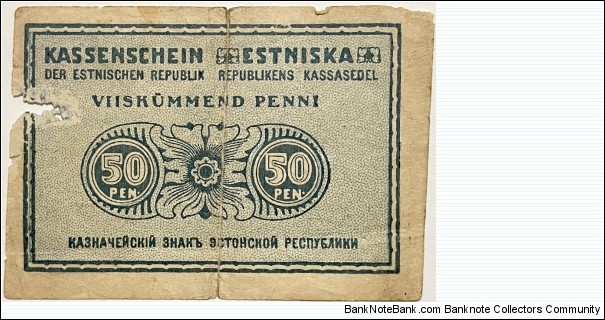 KASSENSCHEIN ESTNISKA
DER ESTNISCHEN REPUBLIK REPUBLIKENS KASSASEDEL
VIISKÜMMEND PENNI
50 50
PEN. PEN.
КАЗНАЧЕЙСКІЙ ЗНАКЪ ЭСТОНСКОЙ РЕСПУБЛИКИ
BankNoteBank.com Banknote Collectors Community